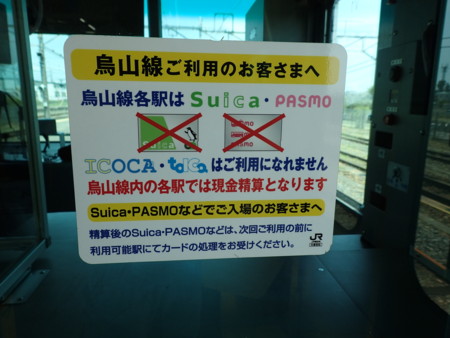 烏山線ご利用のお客さまへ
烏山線各駅は Suica・PASMO
Suica PASMO
ICOCA・toica はご利用になれません
烏山線内の各駅では現金精算となります
Suica・PASMOなどでご入場のお客さまへ
精算後のSuica・PASMOなどは、次回ご利用の前に
利用可能駅にてカードの処理をお受けください。
JR